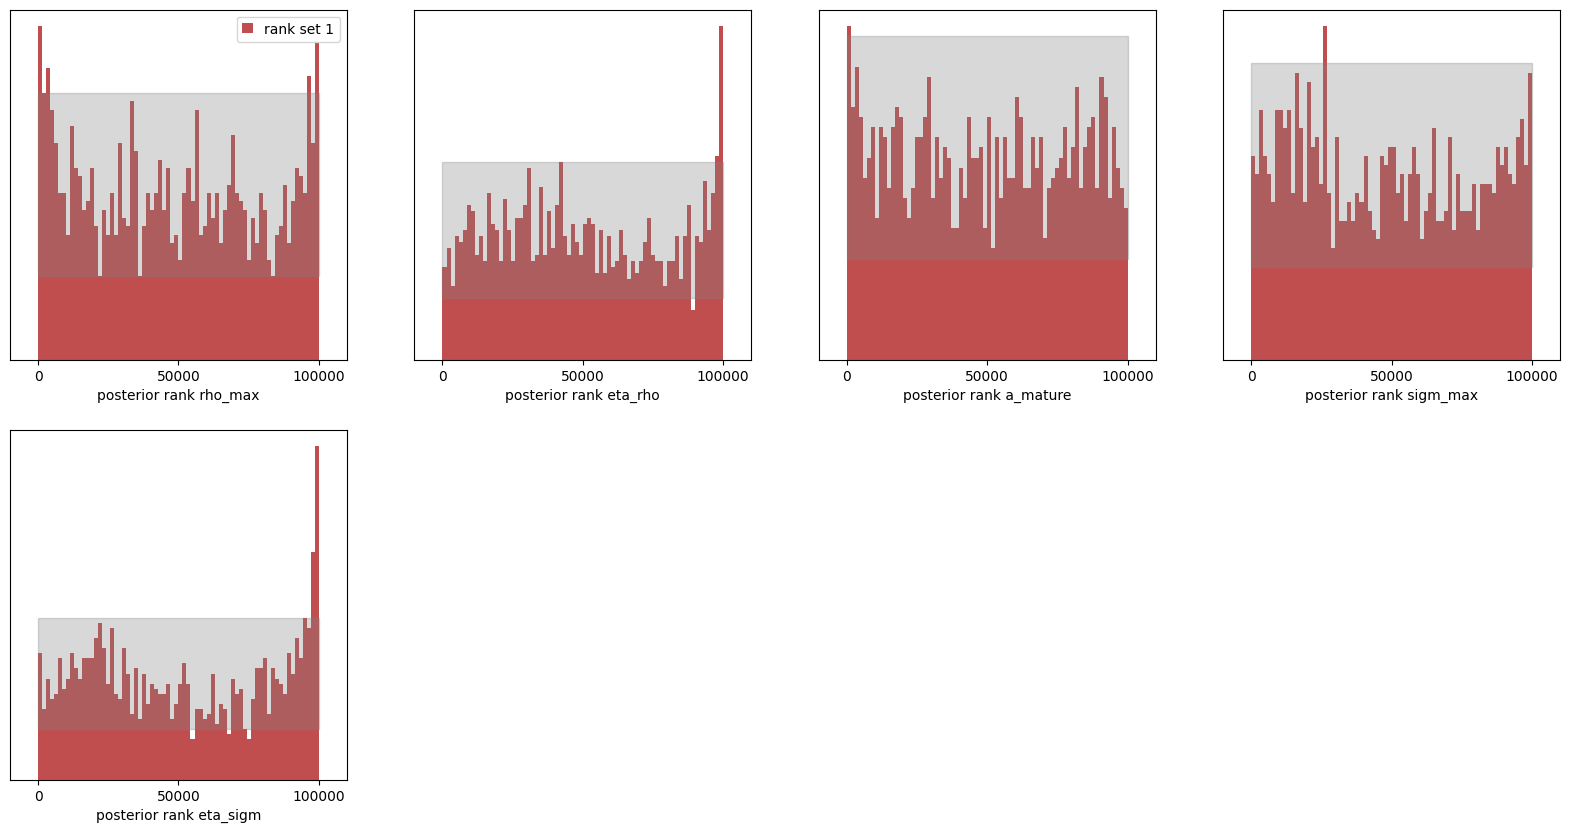 rank set 1
0 50000 100000
posterior rank rho_max
0 50000 100000
posterior rank eta_rho
0 50000 100000
posterior rank a_mature
0 50000 100000
posterior rank sigm_max
0 50000 100000
posterior rank eta_sigm